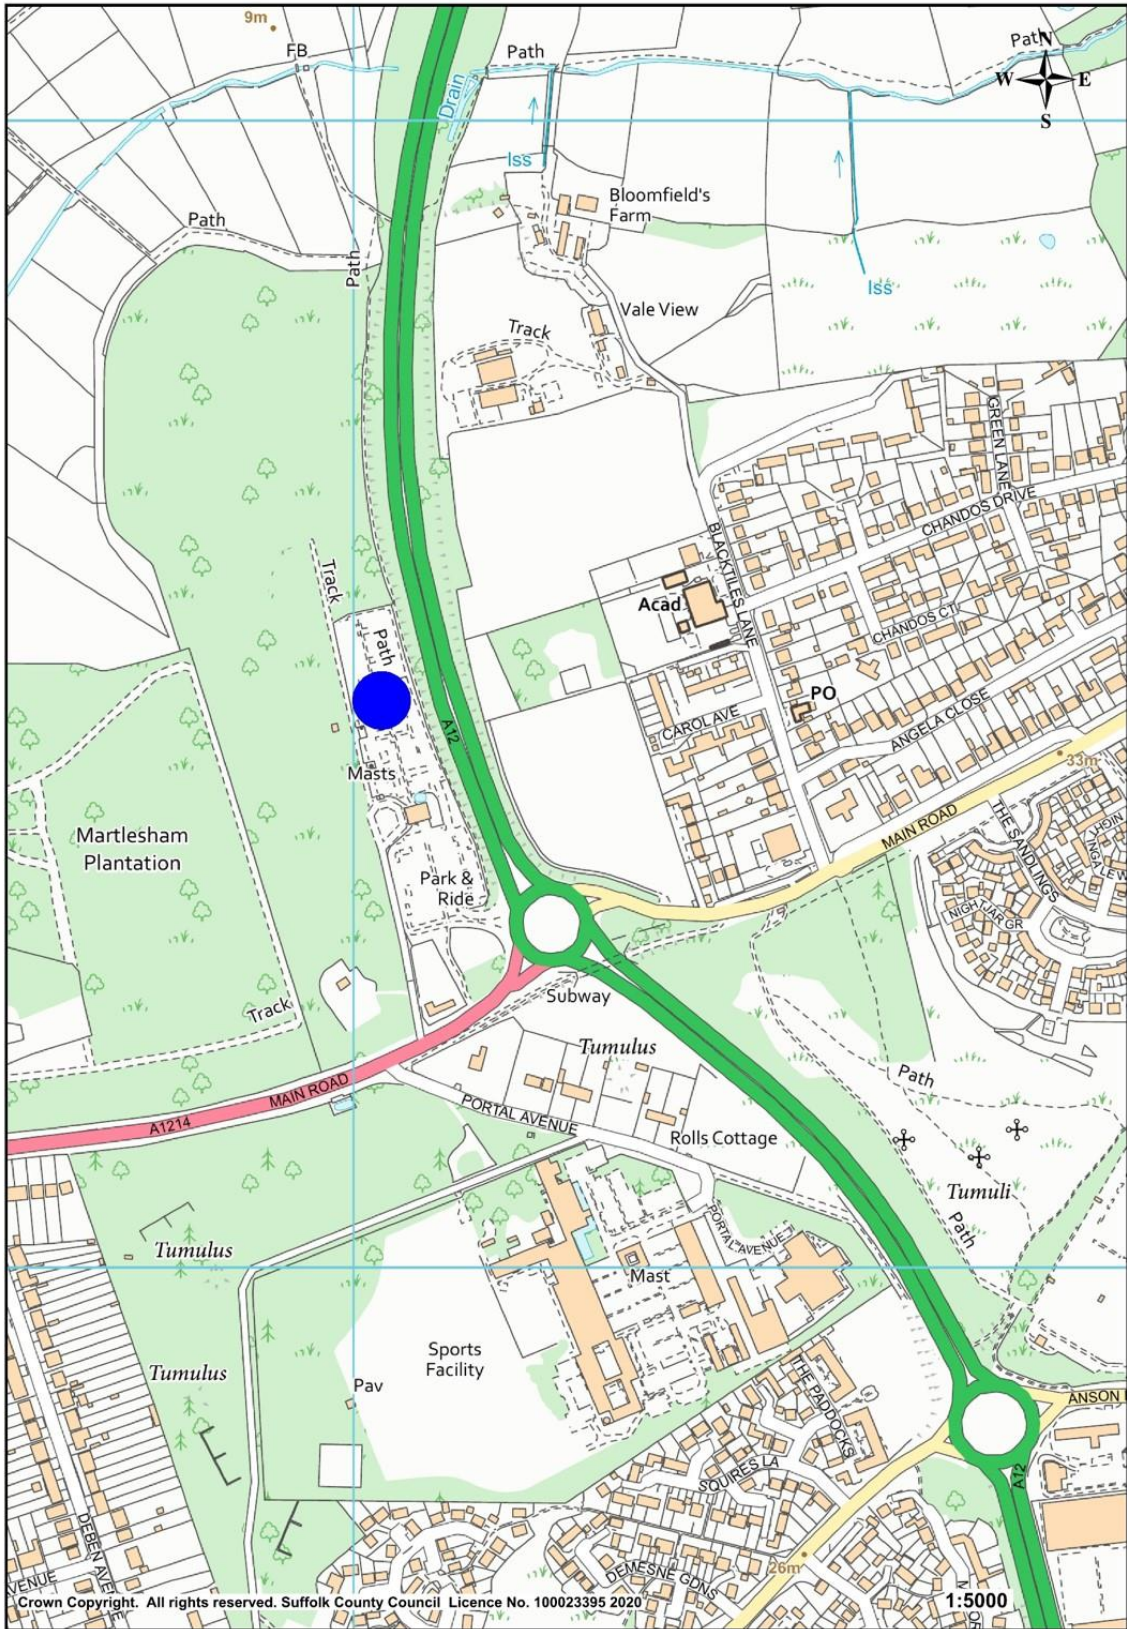 9m
FB
Path
Path
N
W
E
S
Drain
Iss
Bloomfield's
Farm
Path
Path
Iss
Vale View
Track
GREEN LANE
CHANDOS DRIVE
BLACKTILES LANE
Track
Acad
CHANDOS CT
Path
PO
CAROL AVE
ANGELA CLOSE
A12
33m
Masts
MAIN ROAD
THE SANDLINGS
Martlesham
Plantation
Park &
Ride
NIGHTJAR GR
Subway
Track
Tumulus
Path
MAIN ROAD
A1214
PORTAL AVENUE
Rolls Cottage
Tumuli
Path
PORTAL AVENUE
Tumulus
Mast
Sports
Facility
Tumulus
Pav
THE PADDOCKS
ANSON
SQUIRES LA
A12
DEBEN AVE
26m
DEMESNE GDNS
AVENUE
Crown Copyright. All rights reserved. Suffolk County Council Licence No. 100023395 2020
1:5000